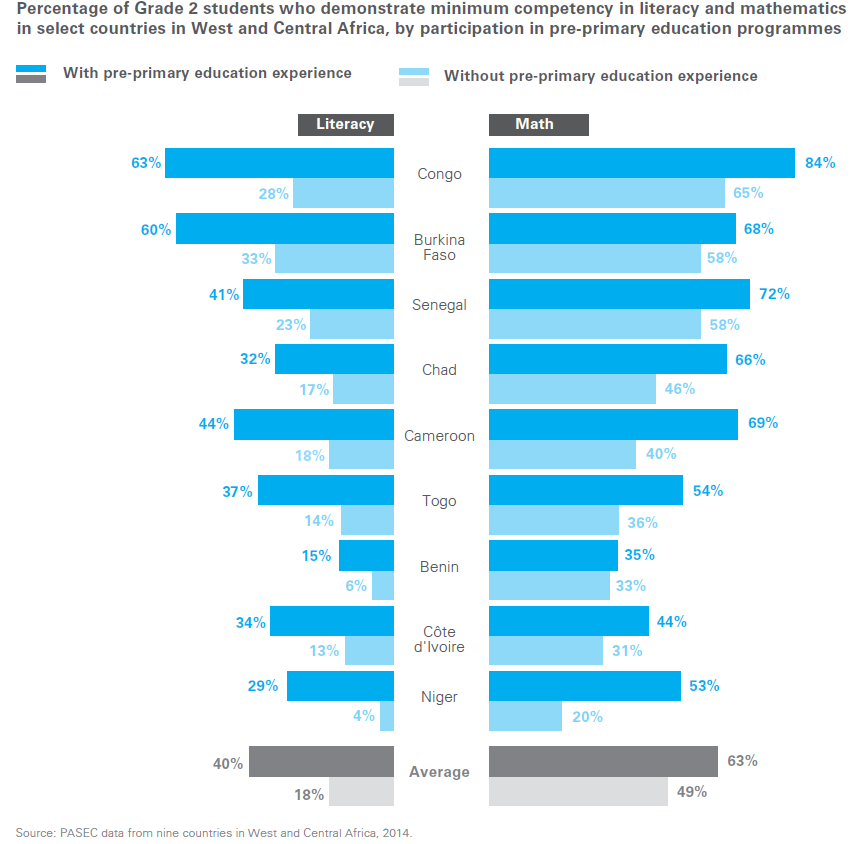 Percentage of Grade 2 students who demonstrate minimum competency in literacy and mathematics
in select countries in West and Central Africa, by participation in pre-primary education programmes
With pre-primary education experience
Without pre-primary education experience
Literacy
Math
63%
28%
Congo
84%
65%
60%
33%
Burkina
Faso
68%
58%
41%
23%
Senegal
72%
58%
32%
17%
Chad
66%
46%
44%
18%
Cameroon
69%
40%
37%
14%
Togo
54%
36%
15%
6%
Benin
35%
33%
34%
13%
Côte
d'Ivoire
44%
31%
29%
4%
Niger
53%
20%
40%
18%
Average
63%
49%
Source: PASEC data from nine countries in West and Central Africa, 2014.